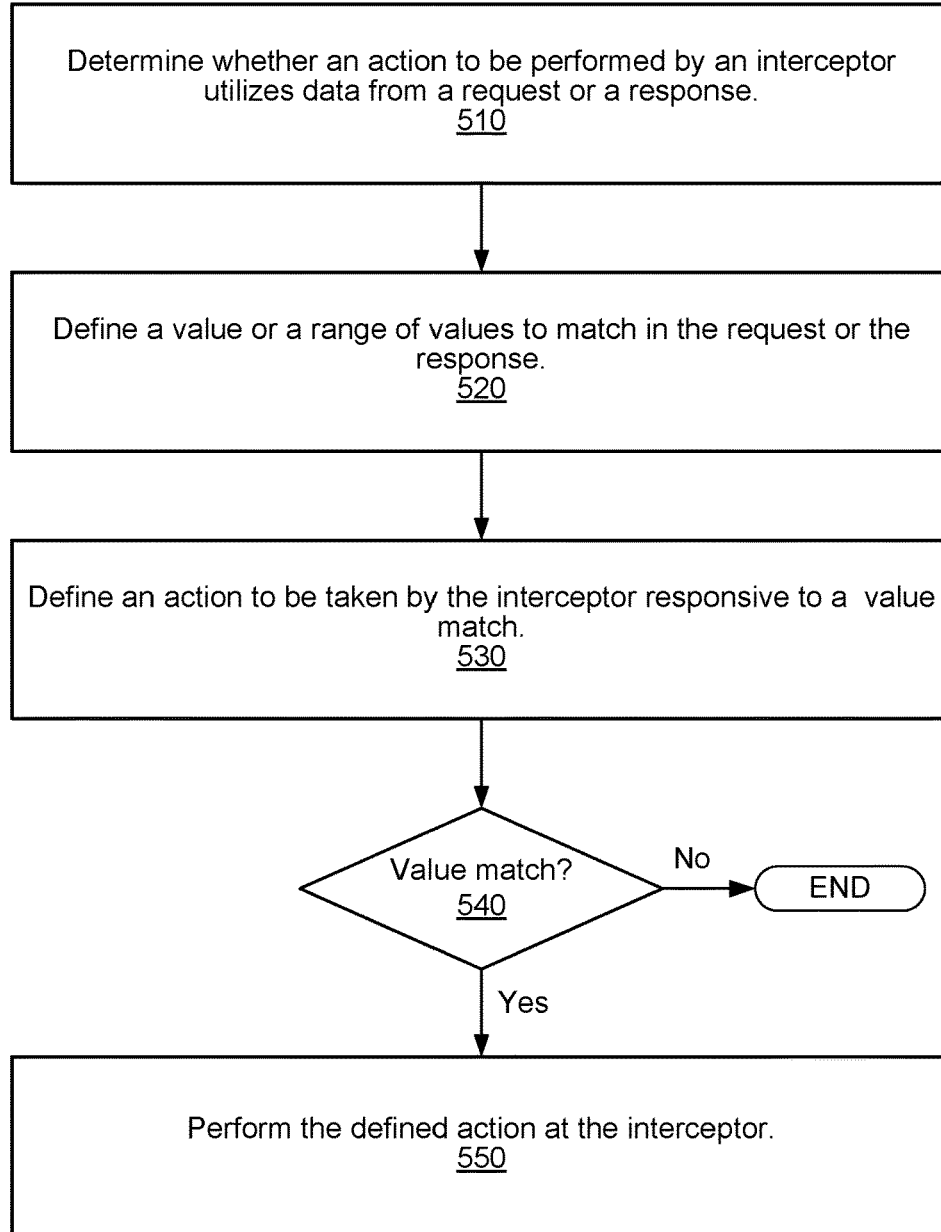 Determine whether an action to be performed by an interceptor
utilizes data from a request or a response.
510
Define a value or a range of values to match in the request or the
response.
520
Define an action to be taken by the interceptor responsive to a value
match.
530
Value match?
540
No
END
Yes
Perform the defined action at the interceptor.
550